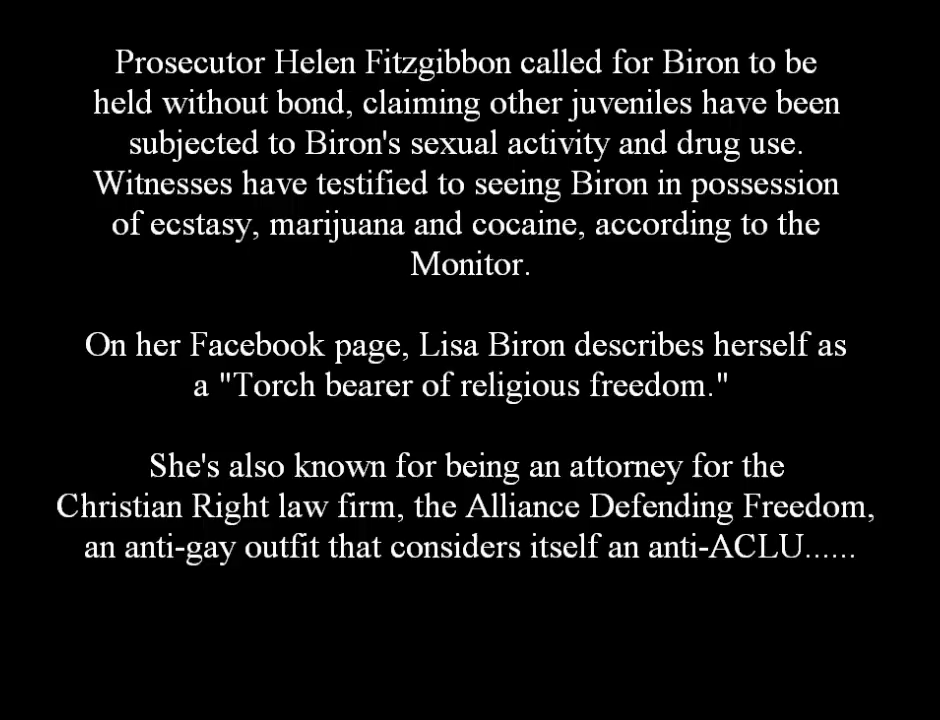 Prosecutor Helen Fitzgibbon called for Biron to be
held without bond, claiming other juveniles have been
subjected to Biron's sexual activity and drug use.
Witnesses have testified to seeing Biron in possession
of ecstasy, marijuana and cocaine, according to the
Monitor.
On her Facebook page, Lisa Biron describes herself as
a "Torch bearer of religious freedom."
She's also known for being an attorney for the
Christian Right law firm, the Alliance Defending Freedom,
an anti-gay outfit that considers itself an anti-ACLU......